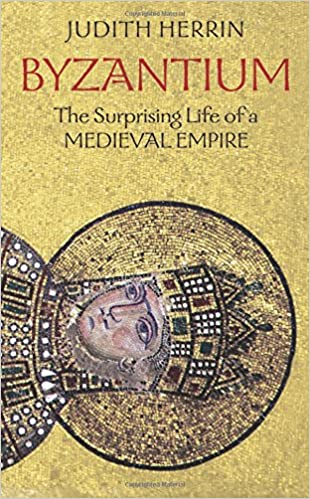 JUDITH HERRIN
BYZANTIUM
The Surprising Life of a
MEDIEVAL EMPIRE